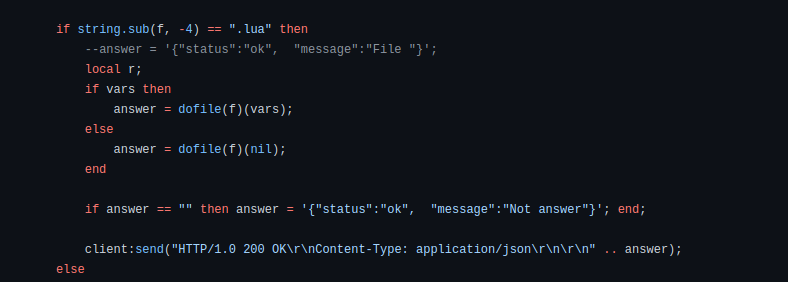 if string.sub(f, -4) == ".lua" then
--answer = '{"status":"ok",  "message":"File "}';
local r;
if vars then
answer = dofile(f)(vars);
else
answer = dofile(f)(nil);
end
if answer == "" then answer = '{"status":"ok",  "message":"Not answer"}'; end;
client:send("HTTP/1.0 200 OK\r\nContent-Type: application/json\r\n\r\n" .. answer);
else